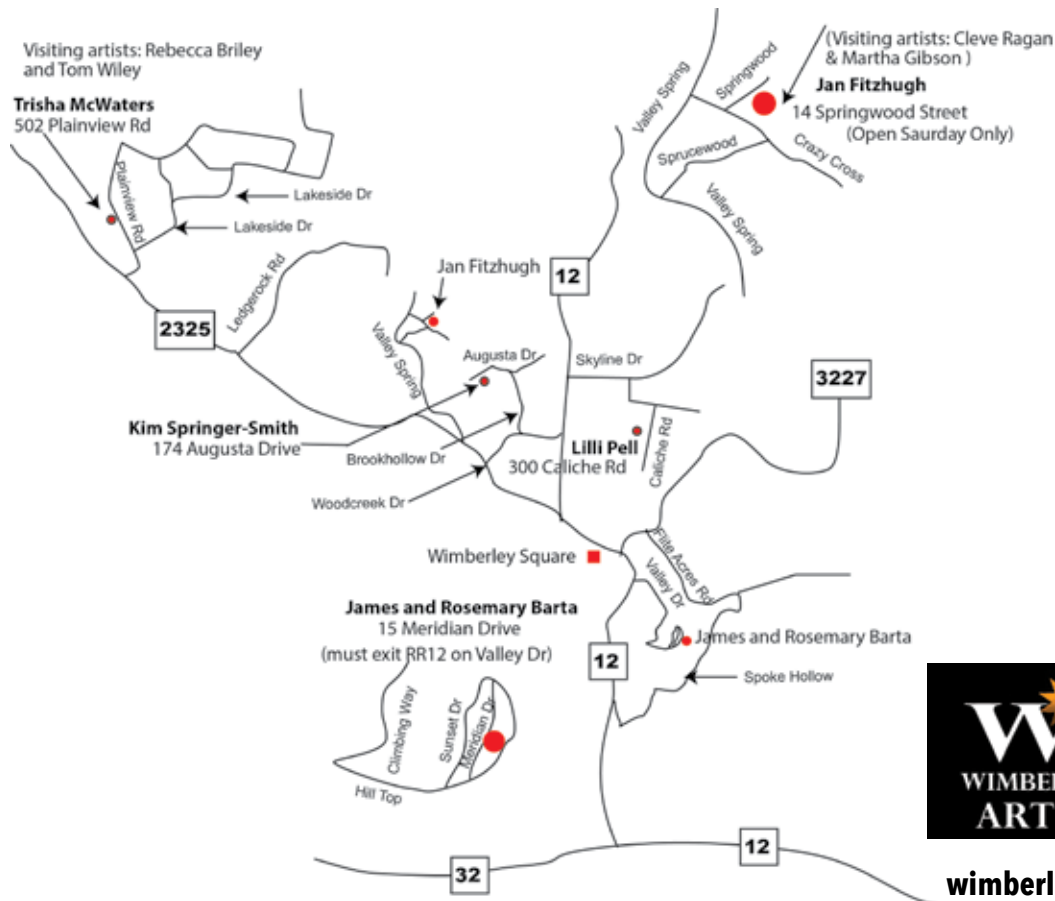 Visiting artists: Rebecca Briley
and Tom Wiley
Trisha McWaters
502 Plainview Rd
Plainview Rd
Lakeside Dr
Lakeside Dr
(Visiting artists: Cleve Ragan
& Martha Gibson )
Jan Fitzhugh
14 Springwood Street
(Open Saurday Only)
Valley Spring
Springwood
Sprucewood
Crazy Cross
Valley Spring
Ledgerock Rd
Jan Fitzhugh
12
2325
Valley Spring
Augusta Dr
Skyline Dr
3227
Kim Springer-Smith
174 Augusta Drive
Brookhollow Dr
Woodcreek Dr
Lilli Pell
300 Caliche Rd
Caliche Rd
Wimberley Square
Flite Acres Rd
Valley Dr
James and Rosemary Barta
15 Meridian Drive
(must exit RR12 on Valley Dr)
James and Rosemary Barta
12
Spoke Hollow
Climbing Way
Sunset Dr
Meridian Dr
Hill Top
32
12
W
WIMBE
ART
wimberl